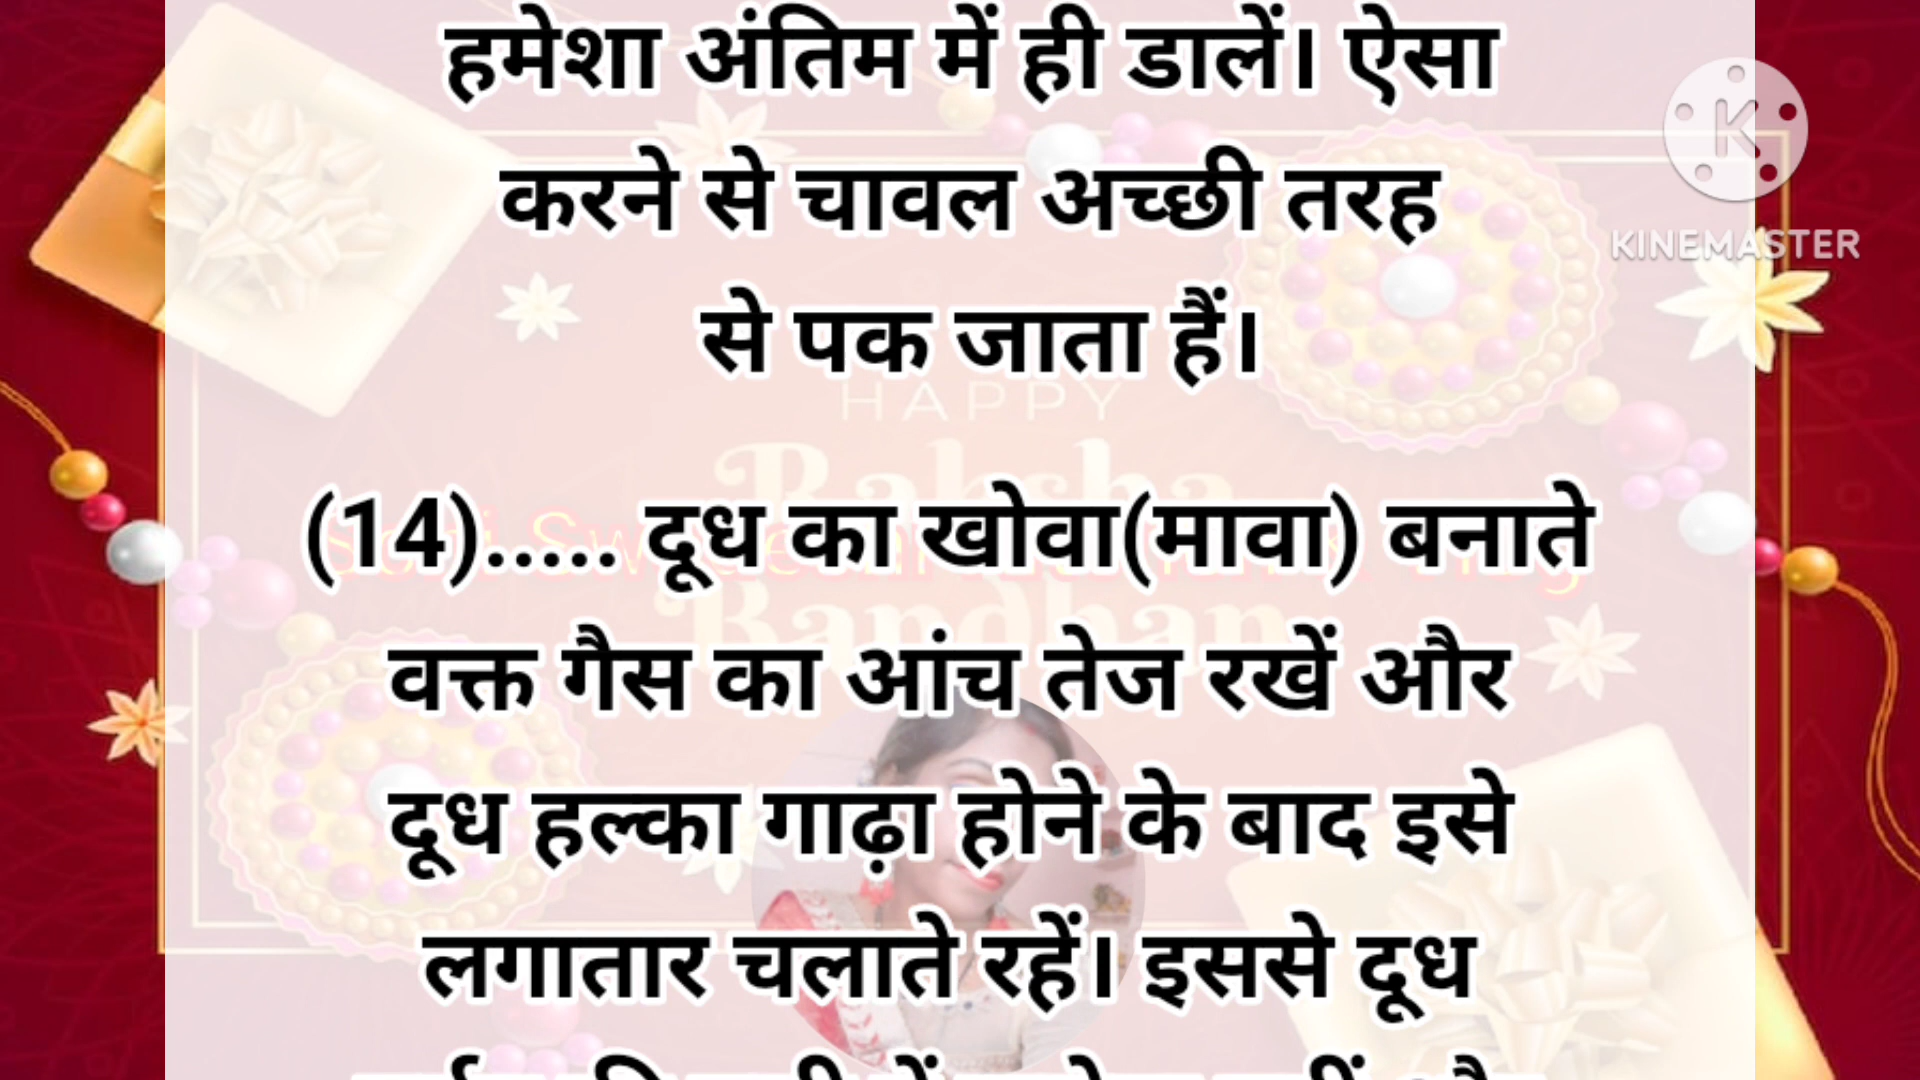 हमेशा अंतिम में ही डालें। ऐसा
करने से चावल अच्छी तरह
से पक जाता हैं।
KINEMASTER
HAPPY
Raksha
Bandhan
(14)..... दूध का खोवा(मावा) बनाते
वक्त गैस का आंच तेज रखें और
दूध हल्का गाढ़ा होने के बाद इसे
लगातार चलाते रहें। इससे दूध